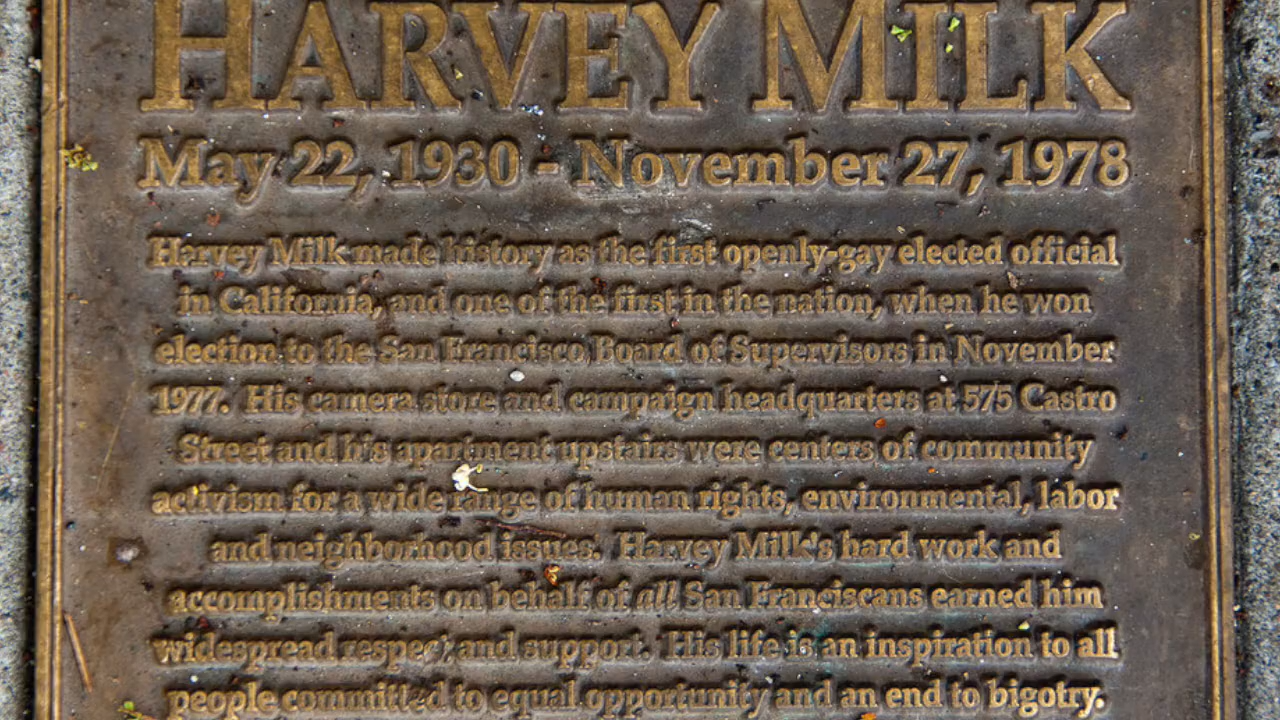 HARVEY MILK
May 22, 1930 - November 27, 1978
Harvey Milk made history as the first openly-gay elected official
in California, and one of the first in the nation, when he won
election to the San Francisco Board of Supervisors in November
1977. His camera store and campaign headquarters at 575 Castro
Street and his apartment upstairs were centers of community
activism for a wide range of human rights, environmental, labor
and neighborhood issues. Harvey Milk's hard work and
accomplishments on behalf of all San Franciscans earned him
widespread respect and support. His life is an inspiration to all
people committed to equal opportunity and an end to bigotry.